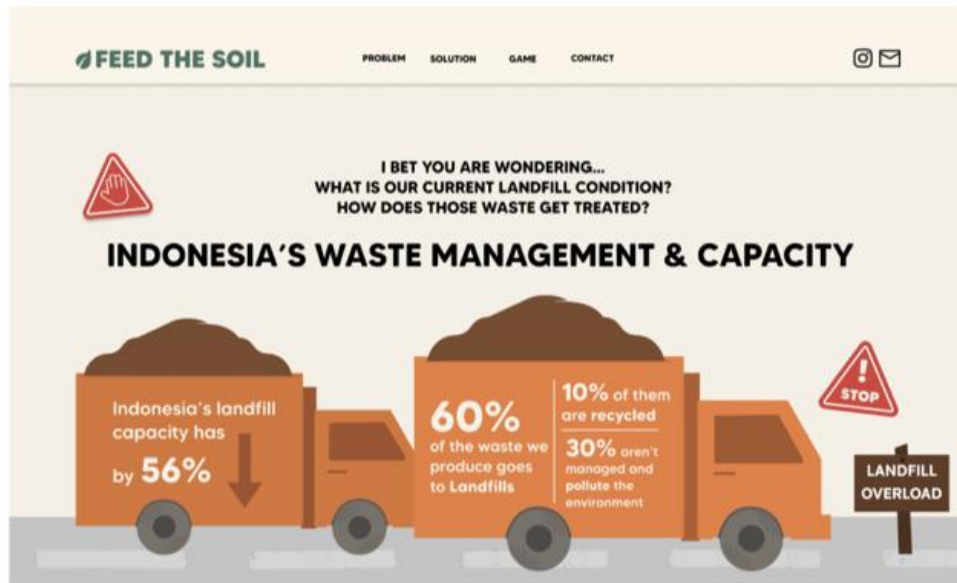 FEED THE SOIL
PROBLEM SOLUTION GAME CONTACT
I BET YOU ARE WONDERING...
WHAT IS OUR CURRENT LANDFILL CONDITION?
HOW DOES THOSE WASTE GET TREATED?
INDONESIA'S WASTE MANAGEMENT & CAPACITY
Indonesia's landfill
capacity has
by 56%
60%
of the waste we
produce goes
to Landfills
10% of them
are recycled
30% aren't
managed and
pollute the
environment
!
STOP
LANDFILL
OVERLOAD